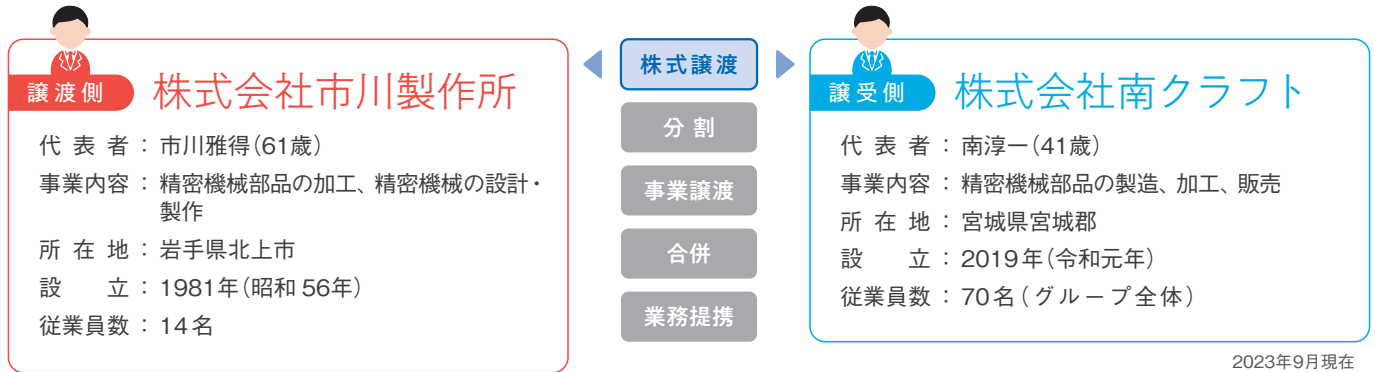 譲渡側 株式会社市川製作所
代表者：市川雅得（61歳）
事業内容：精密機械部品の加工、精密機械の設計・
製作
所在地：岩手県北上市
設立：1981年（昭和56年）
従業員数：14名
株式譲渡
分割
事業譲渡
合併
業務提携
譲受側 株式会社南クラフト
代表者：南淳一（41歳）
事業内容：精密機械部品の製造、加工、販売
所在地：宮城県宮城郡
設立：2019年（令和元年）
従業員数：70名（グループ全体）
2023年9月現在